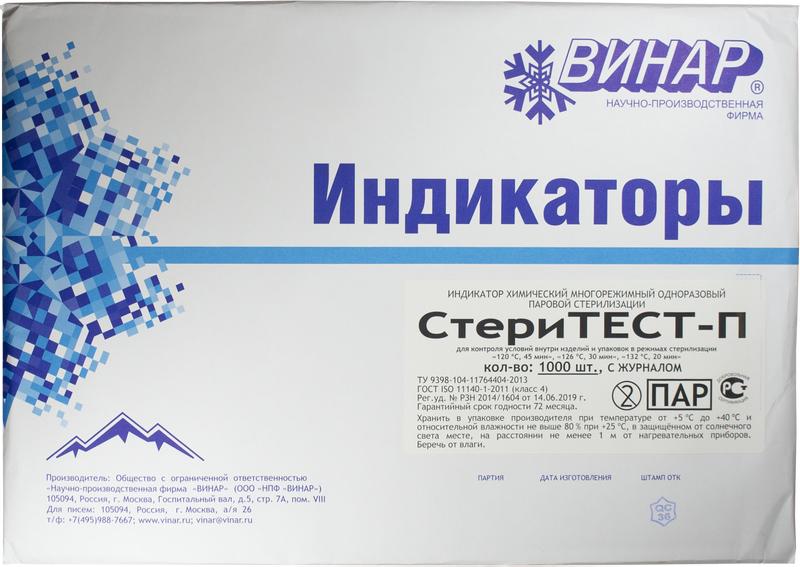 ВИНАР®
НАУЧНО-ПРОИЗВОДСТВЕННАЯ
ФИРМА
Индикаторы
ИНДИКАТОР ХИМИЧЕСКИЙ МНОГОРЕЖИМНЫЙ ОДНОРАЗОВЫЙ
ПАРОВОЙ СТЕРИЛИЗАЦИИ
СтериТЕСТ-П
для контроля условий внутри изделий и упаковок в режимах стерилизации
«120 °С, 45 мин», «126 °С, 30 мин», «132 °С, 20 мин»
кол-во: 1000 шт., С ЖУРНАЛОМ
ТУ 9398-104-11764404-2013
ГОСТ ISO 11140-1-2011 (класс 4)
Рег.уд. № РЗН 2014/1604 от 14.06.2019 г.
Гарантийный срок годности 72 месяца.
2
ПАР
ДОБРОВОЛЬНАЯ
СЕРТИФИКАЦИЯ
Хранить в упаковке производителя при температуре от +5 °С до +40 °С и
относительной влажности не выше 80 % при +25 °С, в защищённом от солнечного
света месте, на расстоянии не менее 1 м от нагревательных приборов.
Беречь от влаги.
Производитель: Общество с ограниченной ответственностью
«Научно-производственная фирма «ВИНАР» (ООО «НПФ «ВИНАР»)
105094, Россия, г. Москва, Госпитальный вал, д.5, стр. 7А, пом. VIII
Для писем: 105094, Россия, г. Москва, а/я 26
т/ф: +7(495)988-7667; www.vinar.ru; vinar@vinar.ru
ПАРТИЯ ДАТА ИЗГОТОВЛЕНИЯ ШТАМП ОТК
QC
36